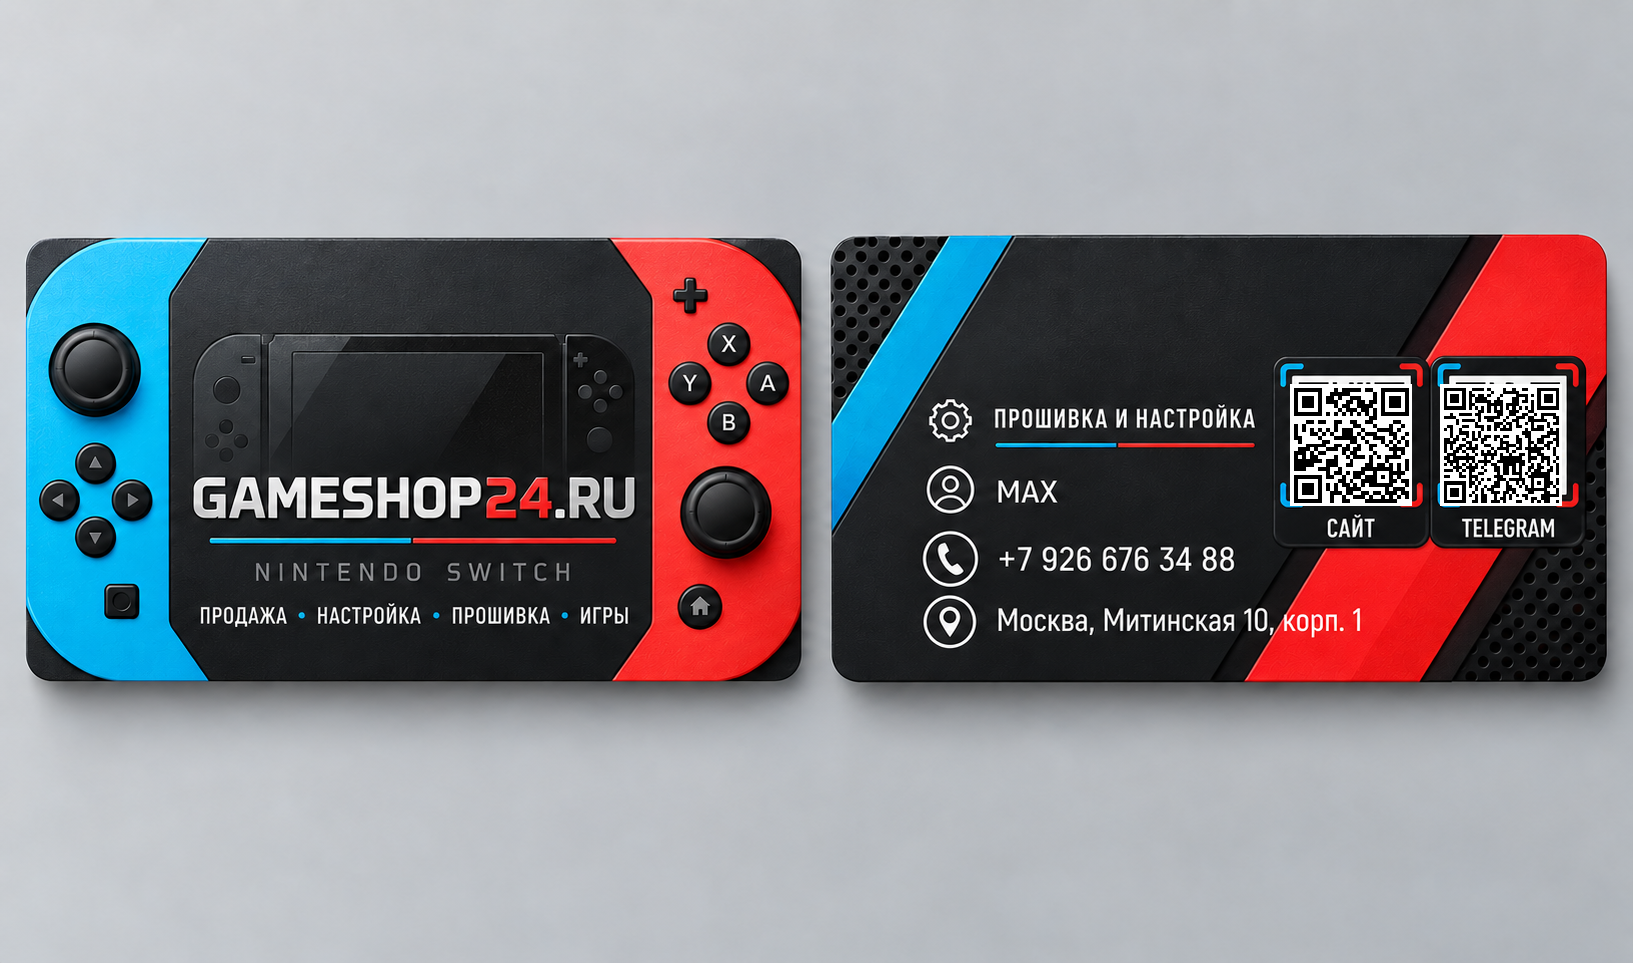 X
Y
A
B
GAMESHOP24.RU
NINTENDO SWITCH
ПРОДАЖА • НАСТРОЙКА • ПРОШИВКА • ИГРЫ
ПРОШИВКА И НАСТРОЙКА
MAX
+7 926 676 34 88
Москва, Митинская 10, корп. 1
САЙТ
TELEGRAM